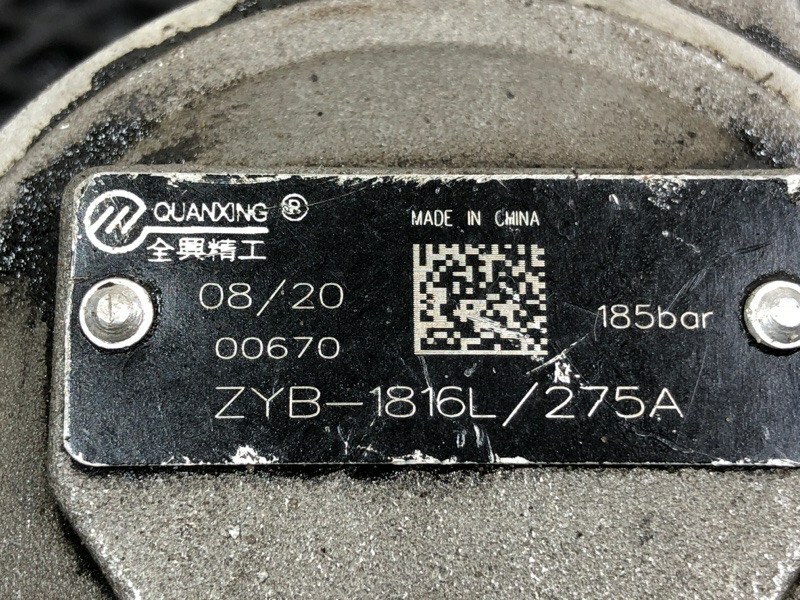 QUANXING ®
全興精工
MADE IN CHINA
08/20
00670
185bar
ZYB-1816L/275A